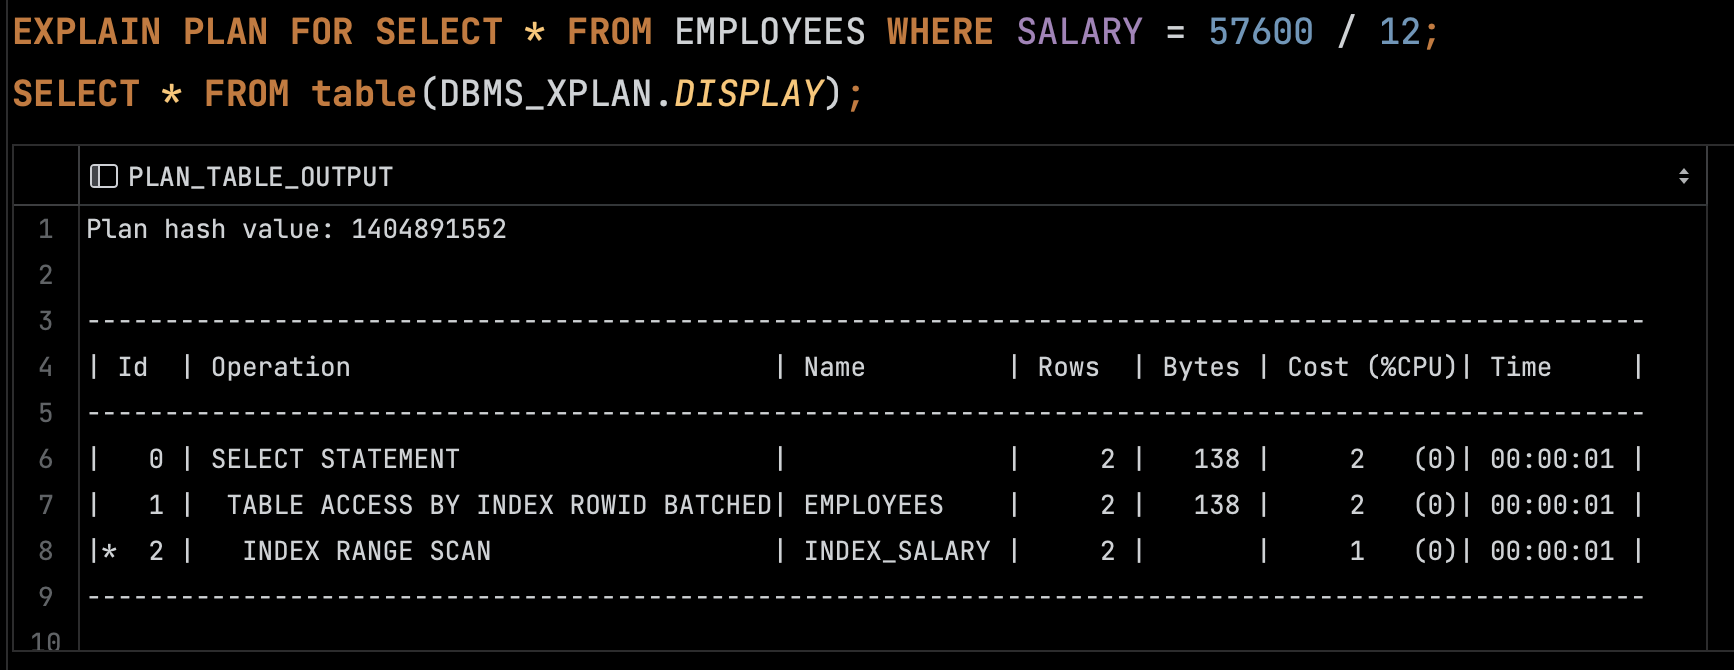 EXPLAIN PLAN FOR SELECT * FROM EMPLOYEES WHERE SALARY = 57600 / 12;
SELECT * FROM table(DBMS_XPLAN.DISPLAY);
PLAN_TABLE_OUTPUT
1 Plan hash value: 1404891552
2
3 ----------------------------------------------------------------------------------------------------
4 | Id  | Operation                           | Name         | Rows  | Bytes | Cost (%CPU)| Time     |
5 ----------------------------------------------------------------------------------------------------
6 |   0 | SELECT STATEMENT                    |              |     2 |   138 |     2   (0)| 00:00:01 |
7 |   1 |  TABLE ACCESS BY INDEX ROWID BATCHED| EMPLOYEES    |     2 |   138 |     2   (0)| 00:00:01 |
8 |*  2 |   INDEX RANGE SCAN                  | INDEX_SALARY |     2 |       |     1   (0)| 00:00:01 |
9 ----------------------------------------------------------------------------------------------------
10